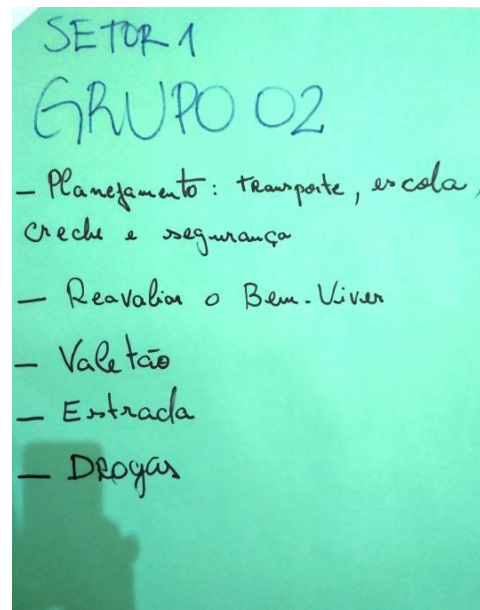 SETOR 1
GRUPO 02
– Planejamento: transporte, escola,
creche e segurança
– Reavaliar o Bem-Viver
– Valetão
– Estrada
– Drogas